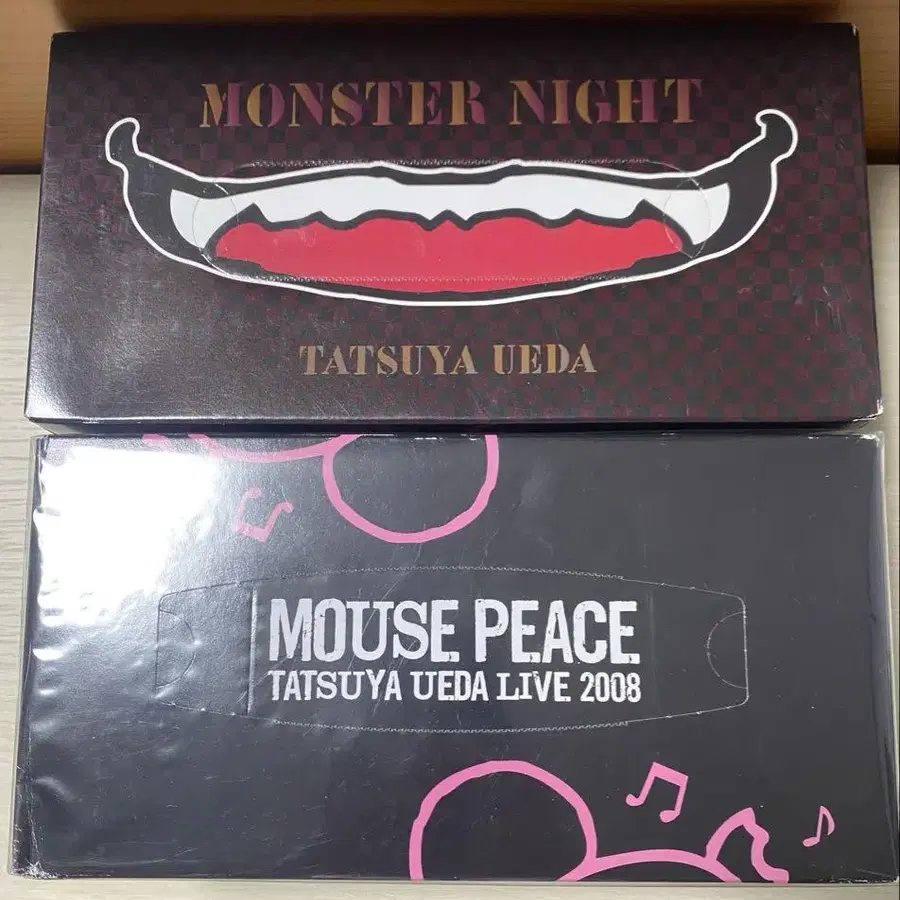 MONSTER NIGHT
TATSUYA UEDA
MOUSE PEACE
TATSUYA UEDA LIVE 2008